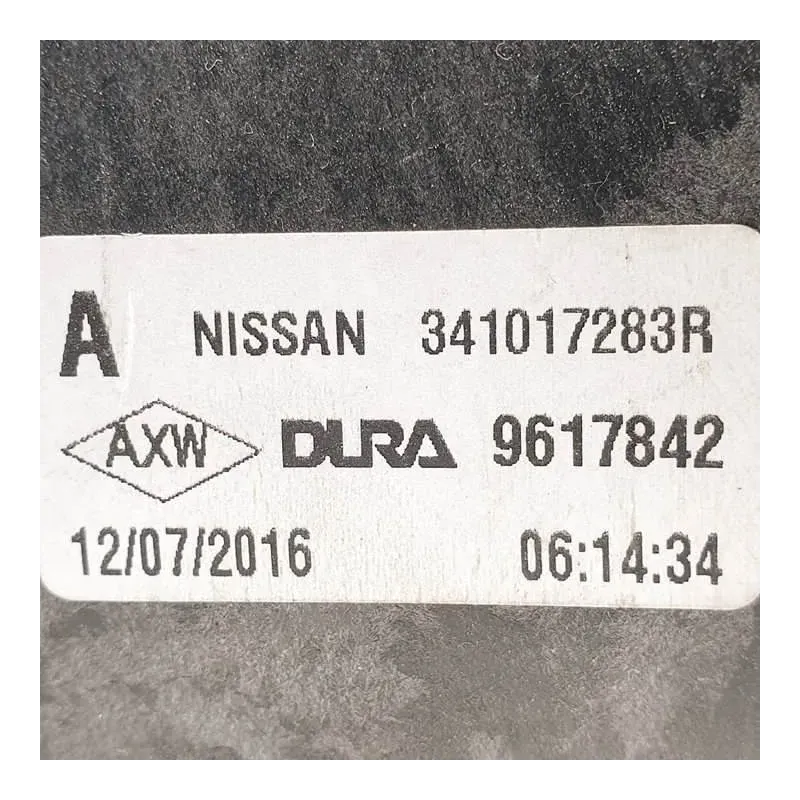 A NISSAN 341017283R
AXW DURA 9617842
12/07/2016 06:14:34